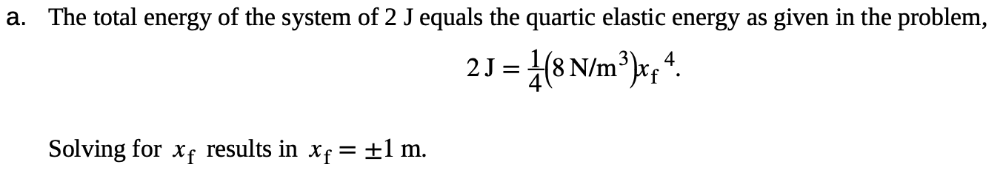 a. The total energy of the system of 2 J equals the quartic elastic energy as given in the problem,
2 J = ¼(8 N/m³)x_f⁴.
Solving for x_f results in x_f = ±1 m.